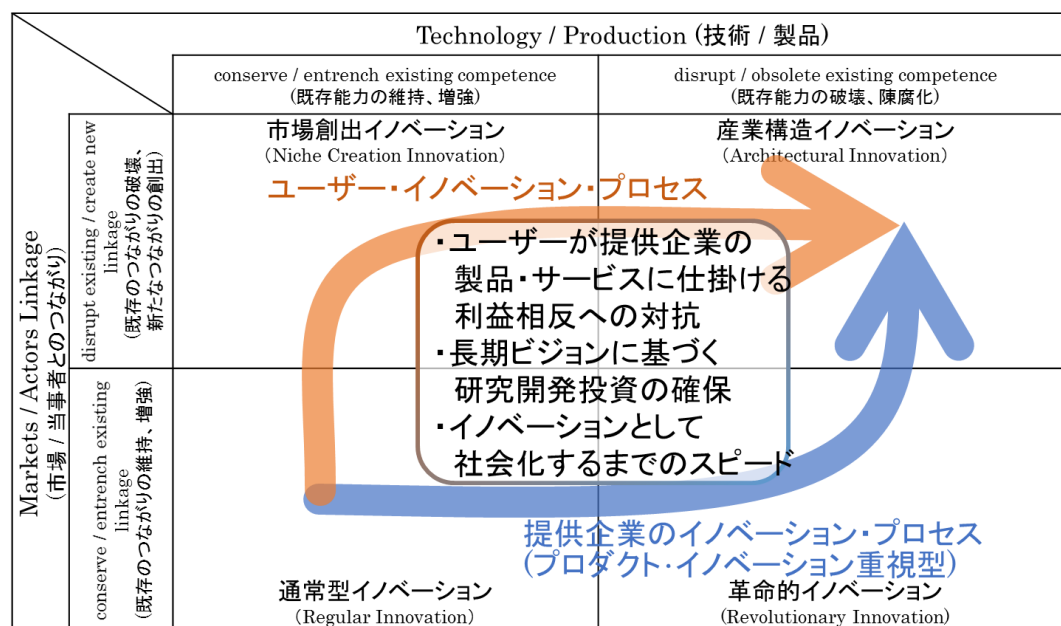 Technology / Production (技術 / 製品)
conserve / entrench existing competence
(既存能力の維持、増強)
disrupt / obsolete existing competence
(既存能力の破壊、陳腐化)
Markets / Actors Linkage
(市場 / 当事者とのつながり)
disrupt existing / create new
linkage
(既存のつながりの破壊、
新たなつながりの創出)
市場創出イノベーション
(Niche Creation Innovation)
産業構造イノベーション
(Architectural Innovation)
ユーザー・イノベーション・プロセス
・ユーザーが提供企業の
製品・サービスに仕掛ける
利益相反への対抗
・長期ビジョンに基づく
研究開発投資の確保
・イノベーションとして
社会化するまでのスピード
conserve / entrench existing
linkage
(既存のつながりの維持、増強)
提供企業のイノベーション・プロセス
(プロダクト・イノベーション重視型)
通常型イノベーション
(Regular Innovation)
革命的イノベーション
(Revolutionary Innovation)